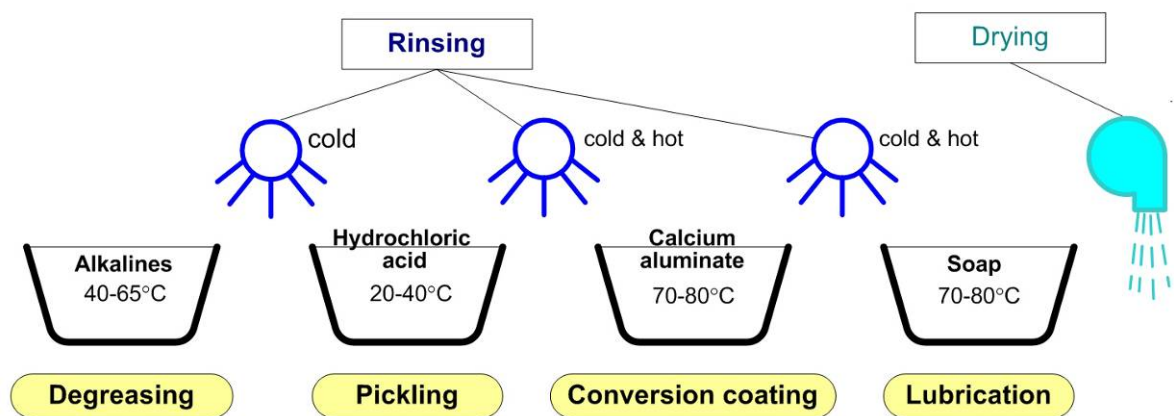 Rinsing
Drying
cold
cold & hot
cold & hot
Alkalines
40-65°C
Hydrochloric
acid
20-40°C
Calcium
aluminate
70-80°C
Soap
70-80°C
Degreasing
Pickling
Conversion coating
Lubrication